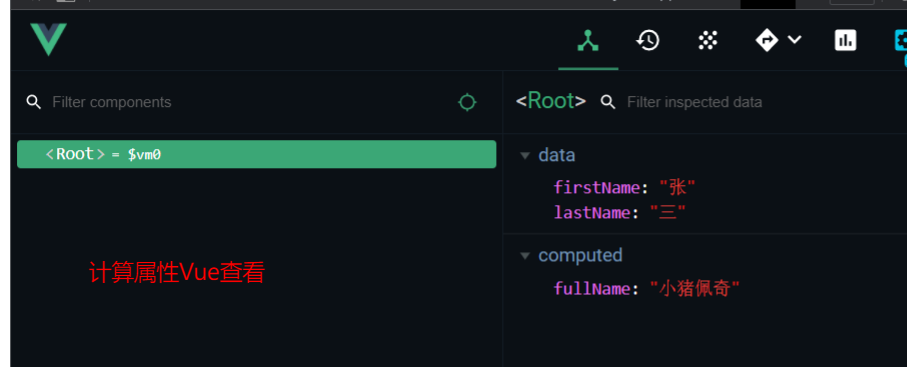 Filter components
<Root> Filter inspected data
<Root> = $vm0
data
firstName: "张"
lastName: "三"
计算属性Vue查看
computed
fullName: "小猪佩奇"